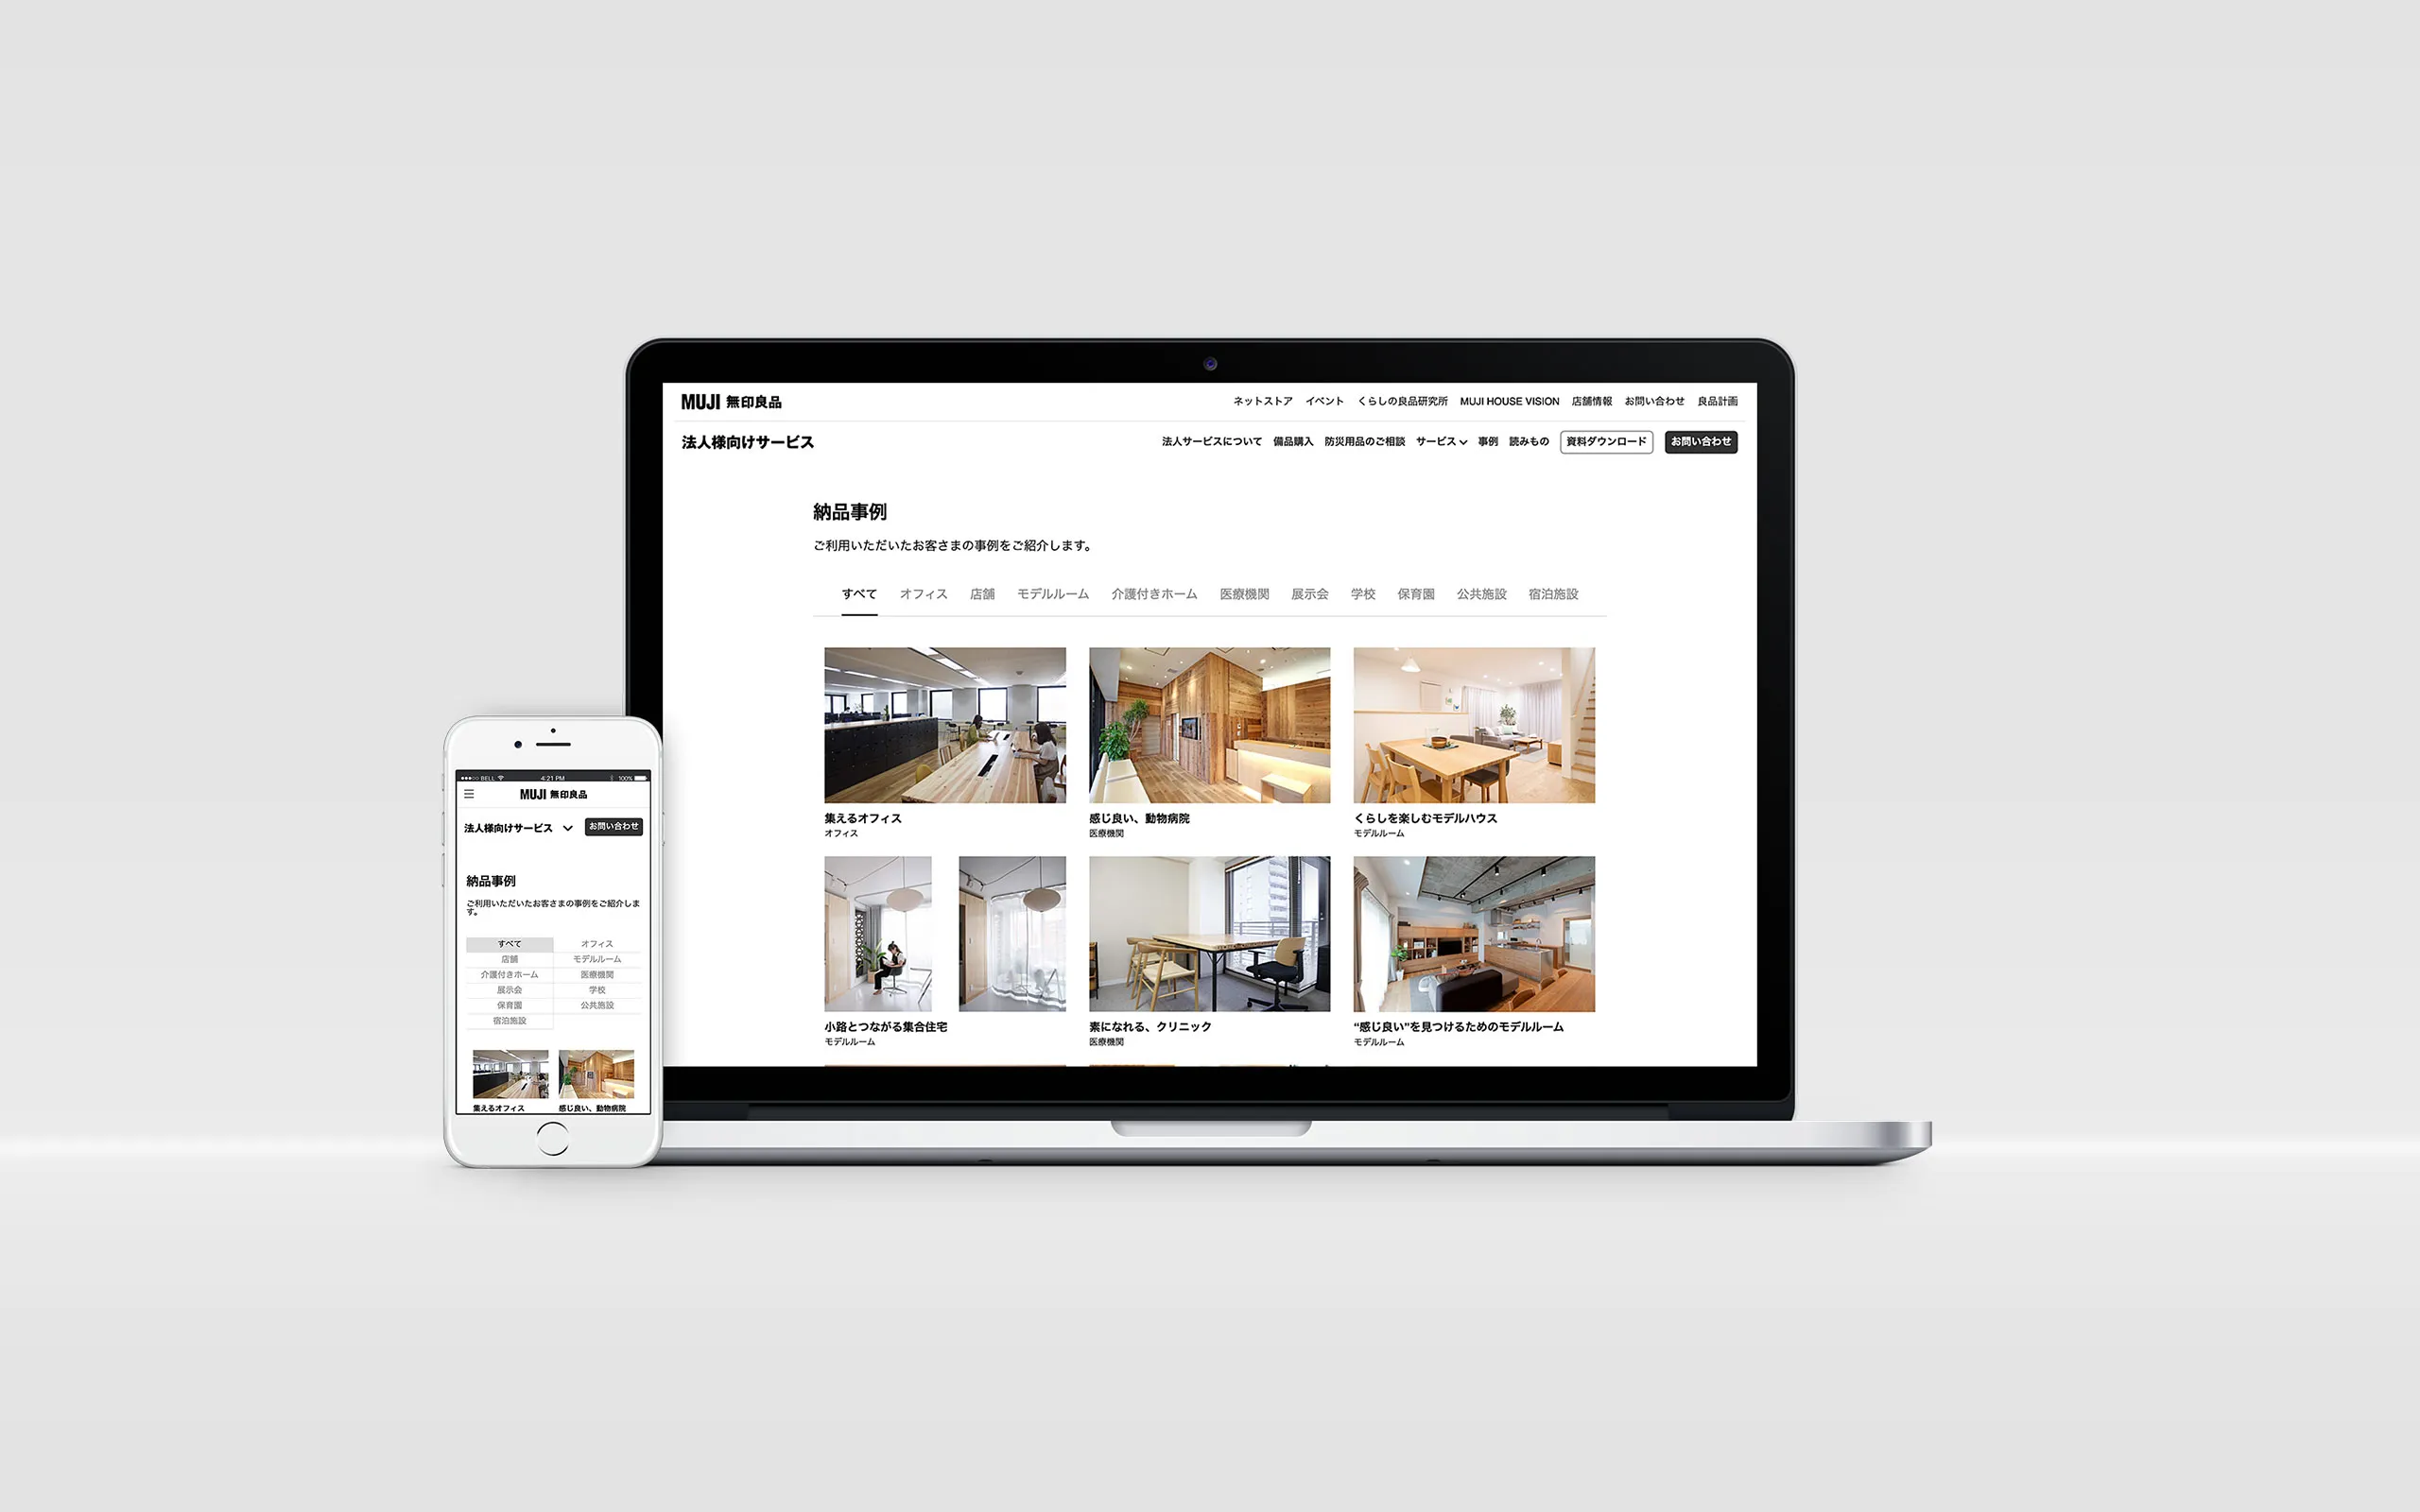 MUJI 無印良品
ネットストア イベント くらしの良品研究所 MUJI HOUSE VISION 店舗情報 お問い合わせ 良品計画
法人様向けサービス
法人サービスについて 備品購入 防災用品のご相談 サービス 事例 読みもの 資料ダウンロード お問い合わせ
納品事例
ご利用いただいたお客さまの事例をご紹介します。
すべて オフィス 店舗 モデルルーム 介護付きホーム 医療機関 展示会 学校 保育園 公共施設 宿泊施設
集えるオフィス
オフィス
感じ良い、動物病院
医療機関
くらしを楽しむモデルハウス
モデルルーム
小路とつながる集合住宅
モデルルーム
素になれる、クリニック
医療機関
“感じ良い”を見つけるためのモデルルーム
モデルルーム
BELL 4:21 PM 100%
MUJI 無印良品
法人様向けサービス お問い合わせ
納品事例
ご利用いただいたお客さまの事例をご紹介しま
す。
すべて オフィス
店舗 モデルルーム
介護付きホーム 医療機関
展示会 学校
保育園 公共施設
宿泊施設
集えるオフィス 感じ良い、動物病院